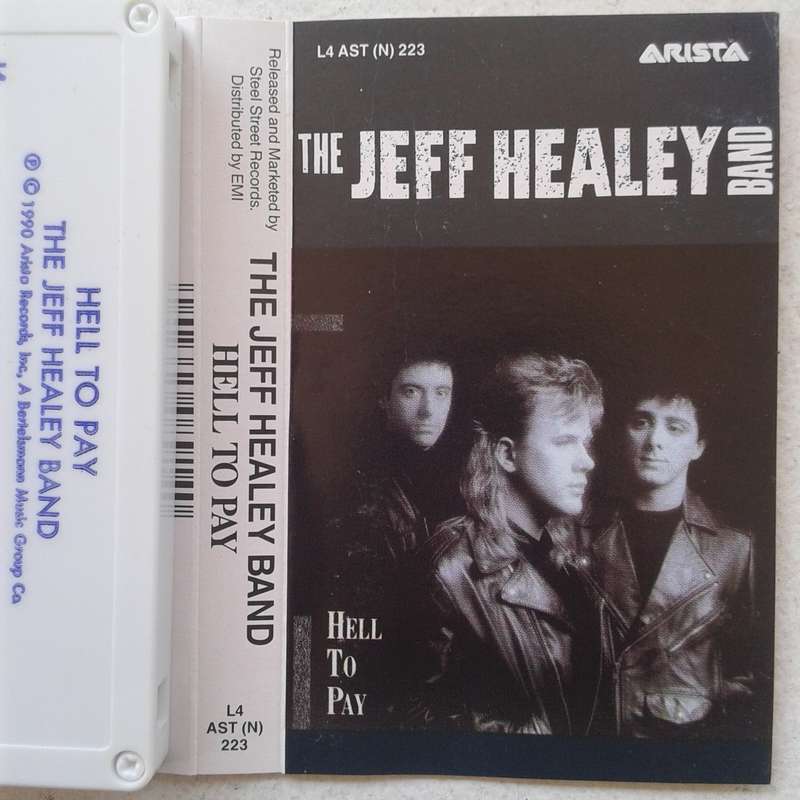 HELL TO PAY
THE JEFF HEALEY BAND
℗ © 1990 Arista Records, Inc., A Bertelsmann Music Group Co
Released and Marketed by
Steel Street Records.
Distributed by EMI
THE JEFF HEALEY BAND
HELL TO PAY
L4
AST (N)
223
L4 AST (N) 223
ARISTA
THE JEFF HEALEY BAND
HELL
TO
PAY